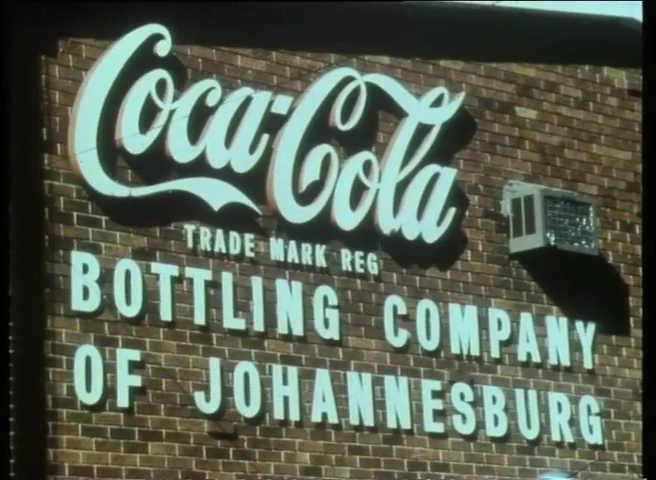 Coca-Cola
TRADE MARK REG
BOTTLING COMPANY
OF JOHANNESBURG